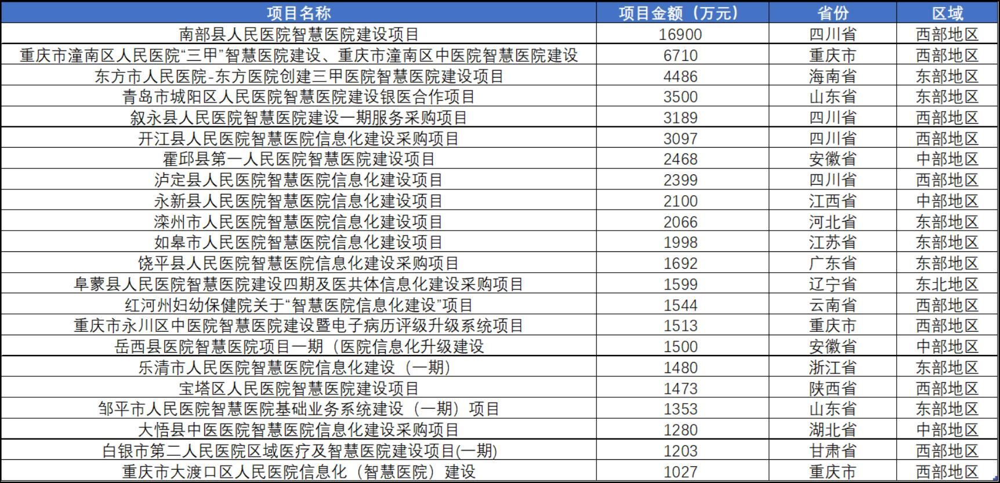 项目名称 项目金额（万元） 省份 区域
南部县人民医院智慧医院建设项目 16900 四川省 西部地区
重庆市潼南区人民医院“三甲”智慧医院建设、重庆市潼南区中医院智慧医院建设 6710 重庆市 西部地区
东方市人民医院-东方医院创建三甲医院智慧医院建设项目 4486 海南省 东部地区
青岛市城阳区人民医院智慧医院建设银医合作项目 3500 山东省 东部地区
叙永县人民医院智慧医院建设一期服务采购项目 3189 四川省 西部地区
开江县人民医院智慧医院信息化建设采购项目 3097 四川省 西部地区
霍邱县第一人民医院智慧医院建设项目 2468 安徽省 中部地区
泸定县人民医院智慧医院信息化建设项目 2399 四川省 西部地区
永新县人民医院智慧医院信息化建设项目 2100 江西省 中部地区
滦州市人民医院智慧医院信息化建设项目 2066 河北省 东部地区
如皋市人民医院智慧医院信息化建设项目 1998 江苏省 东部地区
饶平县人民医院智慧医院信息化建设采购项目 1692 广东省 东部地区
阜蒙县人民医院智慧医院建设四期及医共体信息化建设采购项目 1599 辽宁省 东北地区
红河州妇幼保健院关于“智慧医院信息化建设”项目 1544 云南省 西部地区
重庆市永川区中医院智慧医院建设暨电子病历评级升级系统项目 1513 重庆市 西部地区
岳西县医院智慧医院项目一期（医院信息化升级建设 1500 安徽省 中部地区
乐清市人民医院智慧医院信息化建设（一期） 1480 浙江省 东部地区
宝塔区人民医院智慧医院建设项目 1473 陕西省 西部地区
邹平市人民医院智慧医院基础业务系统建设（一期）项目 1353 山东省 东部地区
大悟县中医医院智慧医院信息化建设采购项目 1280 湖北省 中部地区
白银市第二人民医院区域医疗及智慧医院建设项目(一期) 1203 甘肃省 西部地区
重庆市大渡口区人民医院信息化（智慧医院）建设 1027 重庆市 西部地区